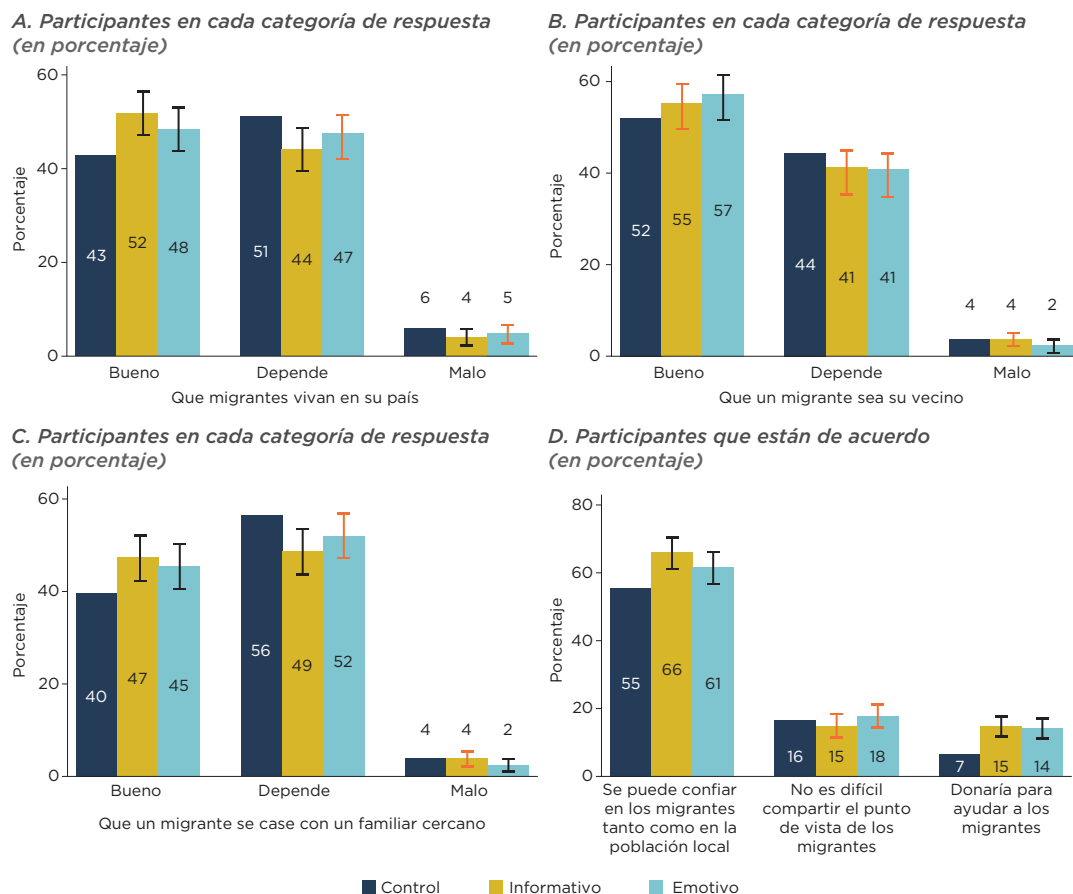 A. Participantes en cada categoría de respuesta
(en porcentaje)
Porcentaje
60
40
20
0
43
52
48
51
44
47
6
4
5
Bueno
Depende
Malo
Que migrantes vivan en su país
B. Participantes en cada categoría de respuesta
(en porcentaje)
Porcentaje
60
40
20
0
52
55
57
44
41
41
4
4
2
Bueno
Depende
Malo
Que un migrante sea su vecino
C. Participantes en cada categoría de respuesta
(en porcentaje)
Porcentaje
60
40
20
0
40
47
45
56
49
52
4
4
2
Bueno
Depende
Malo
Que un migrante se case con un familiar cercano
D. Participantes que están de acuerdo
(en porcentaje)
Porcentaje
80
60
40
20
0
55
66
61
16
15
18
7
15
14
Se puede confiar
en los migrantes
tanto como en la
población local
No es difícil
compartir el punto
de vista de los
migrantes
Donaría para
ayudar a los
migrantes
Control
Informativo
Emotivo